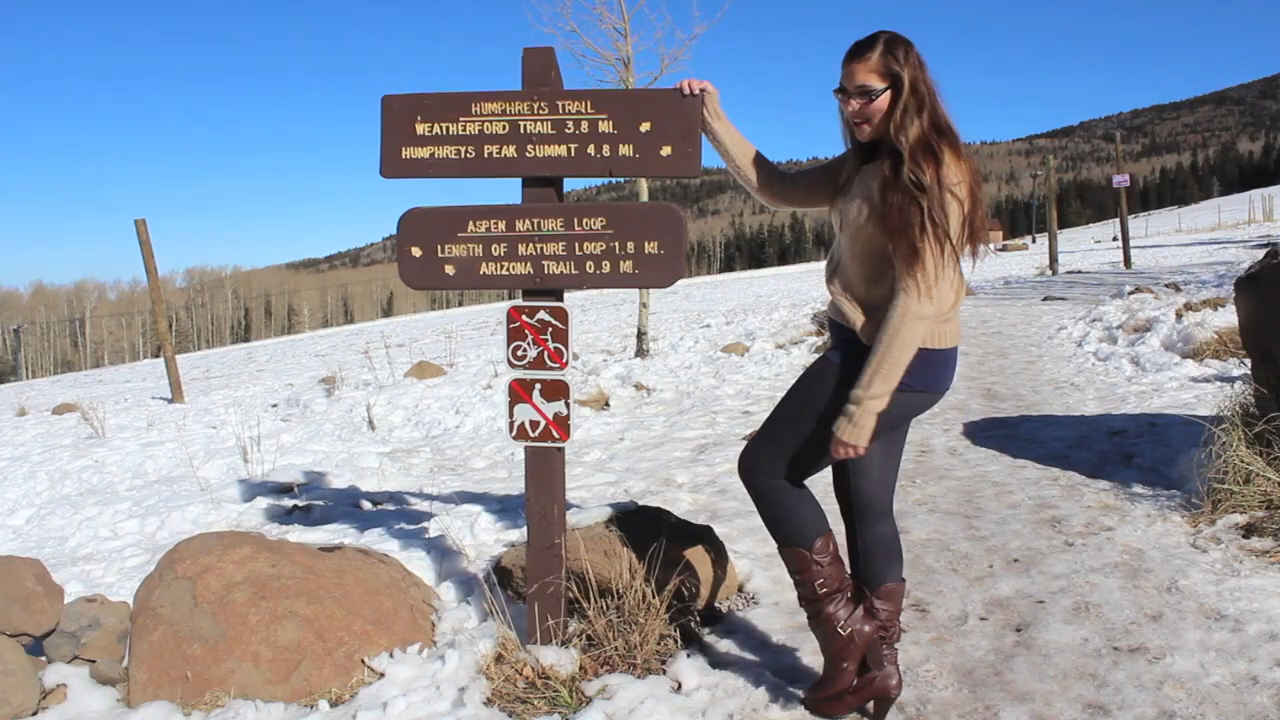 HUMPHREYS TRAIL
WEATHERFORD TRAIL 3.8 MI.
HUMPHREYS PEAK SUMMIT 4.8 MI.
ASPEN NATURE LOOP
LENGTH OF NATURE LOOP 1.8 MI.
ARIZONA TRAIL 0.9 MI.